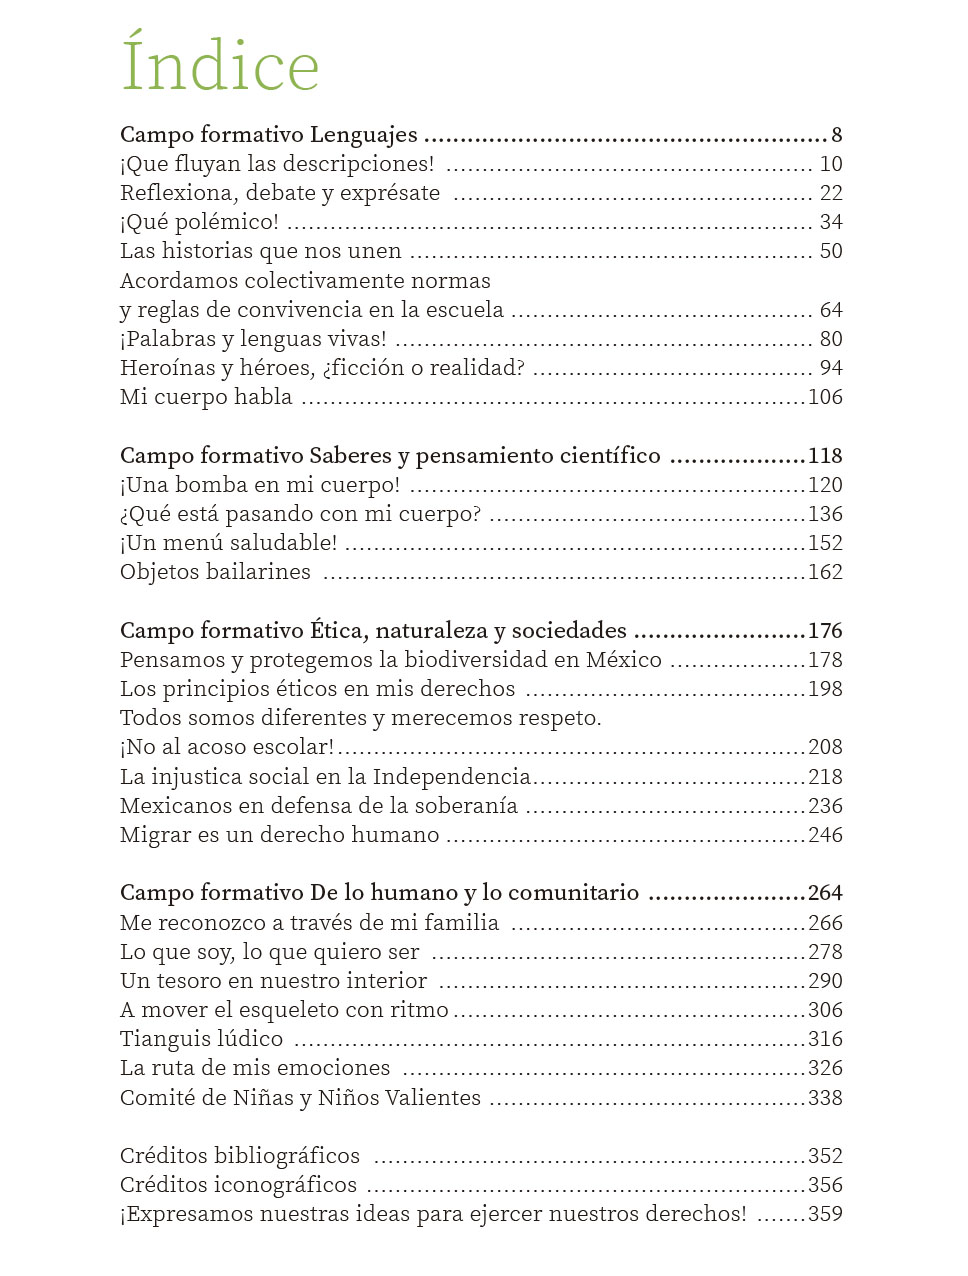 Índice
Campo formativo Lenguajes ........................................................ 8
¡Que fluyan las descripciones! ................................................... 10
Reflexiona, debate y exprésate .................................................. 22
¡Qué polémico! ......................................................................... 34
Las historias que nos unen ........................................................ 50
Acordamos colectivamente normas
y reglas de convivencia en la escuela .......................................... 64
¡Palabras y lenguas vivas! .......................................................... 80
Heroínas y héroes, ¿ficción o realidad? ....................................... 94
Mi cuerpo habla ......................................................................106
Campo formativo Saberes y pensamiento científico ...................118
¡Una bomba en mi cuerpo! .......................................................120
¿Qué está pasando con mi cuerpo? ............................................136
¡Un menú saludable! ................................................................152
Objetos bailarines ...................................................................162
Campo formativo Ética, naturaleza y sociedades ........................176
Pensamos y protegemos la biodiversidad en México ...................178
Los principios éticos en mis derechos .......................................198
Todos somos diferentes y merecemos respeto.
¡No al acoso escolar!.................................................................208
La injustica social en la Independencia......................................218
Mexicanos en defensa de la soberanía .......................................236
Migrar es un derecho humano ..................................................246
Campo formativo De lo humano y lo comunitario ......................264
Me reconozco a través de mi familia .........................................266
Lo que soy, lo que quiero ser ....................................................278
Un tesoro en nuestro interior ...................................................290
A mover el esqueleto con ritmo .................................................306
Tianguis lúdico .......................................................................316
La ruta de mis emociones ........................................................326
Comité de Niñas y Niños Valientes ............................................338
Créditos bibliográficos ............................................................352
Créditos iconográficos .............................................................356
¡Expresamos nuestras ideas para ejercer nuestros derechos! .......359